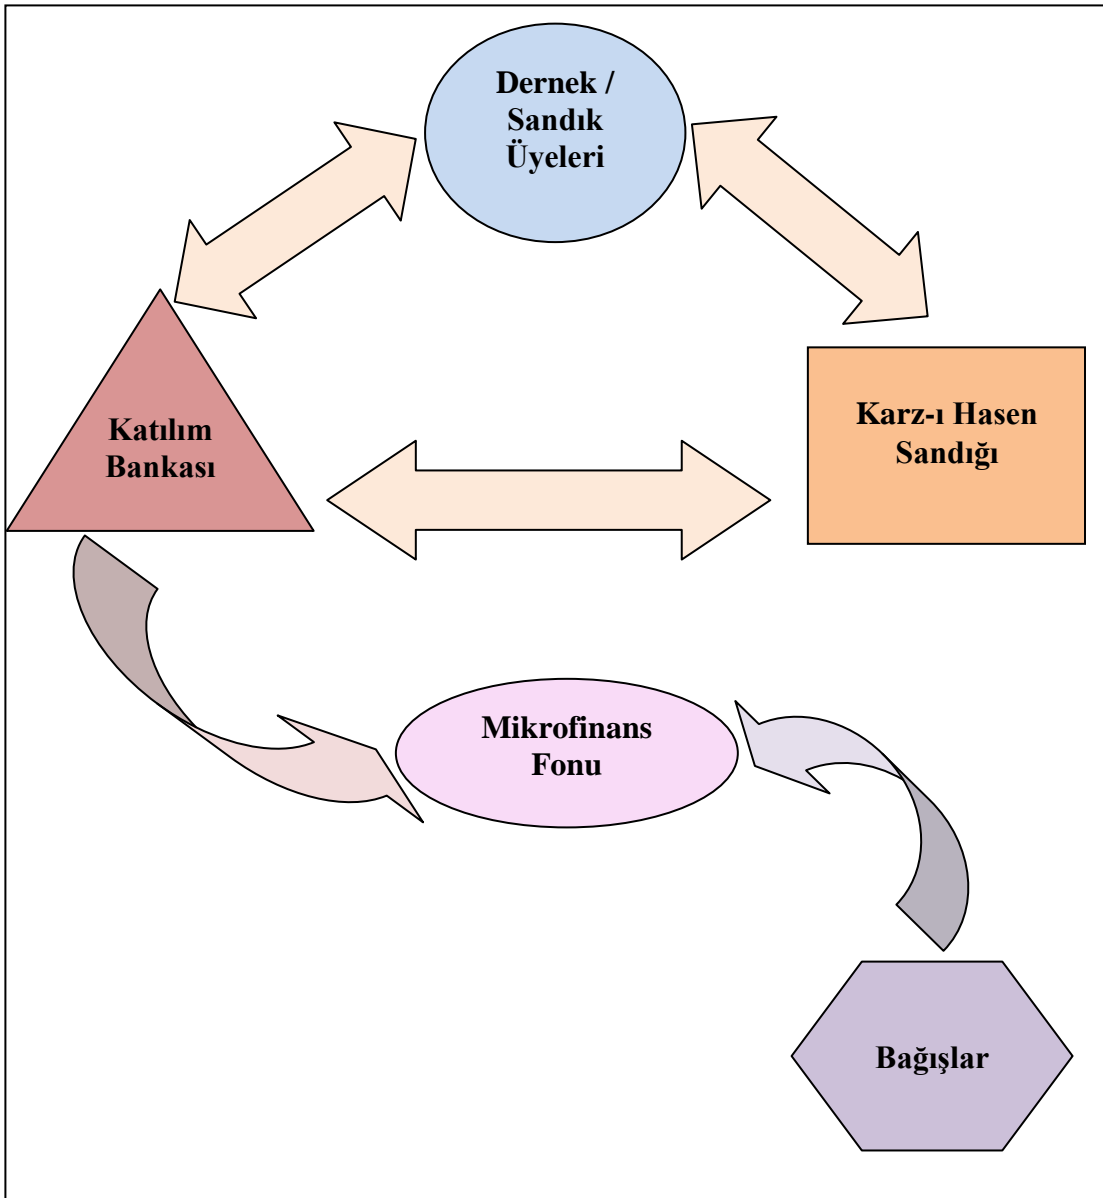 Dernek /
Sandık
Üyeleri
Katılım
Bankası
Karz-ı Hasen
Sandığı
Mikrofinans
Fonu
Bağışlar